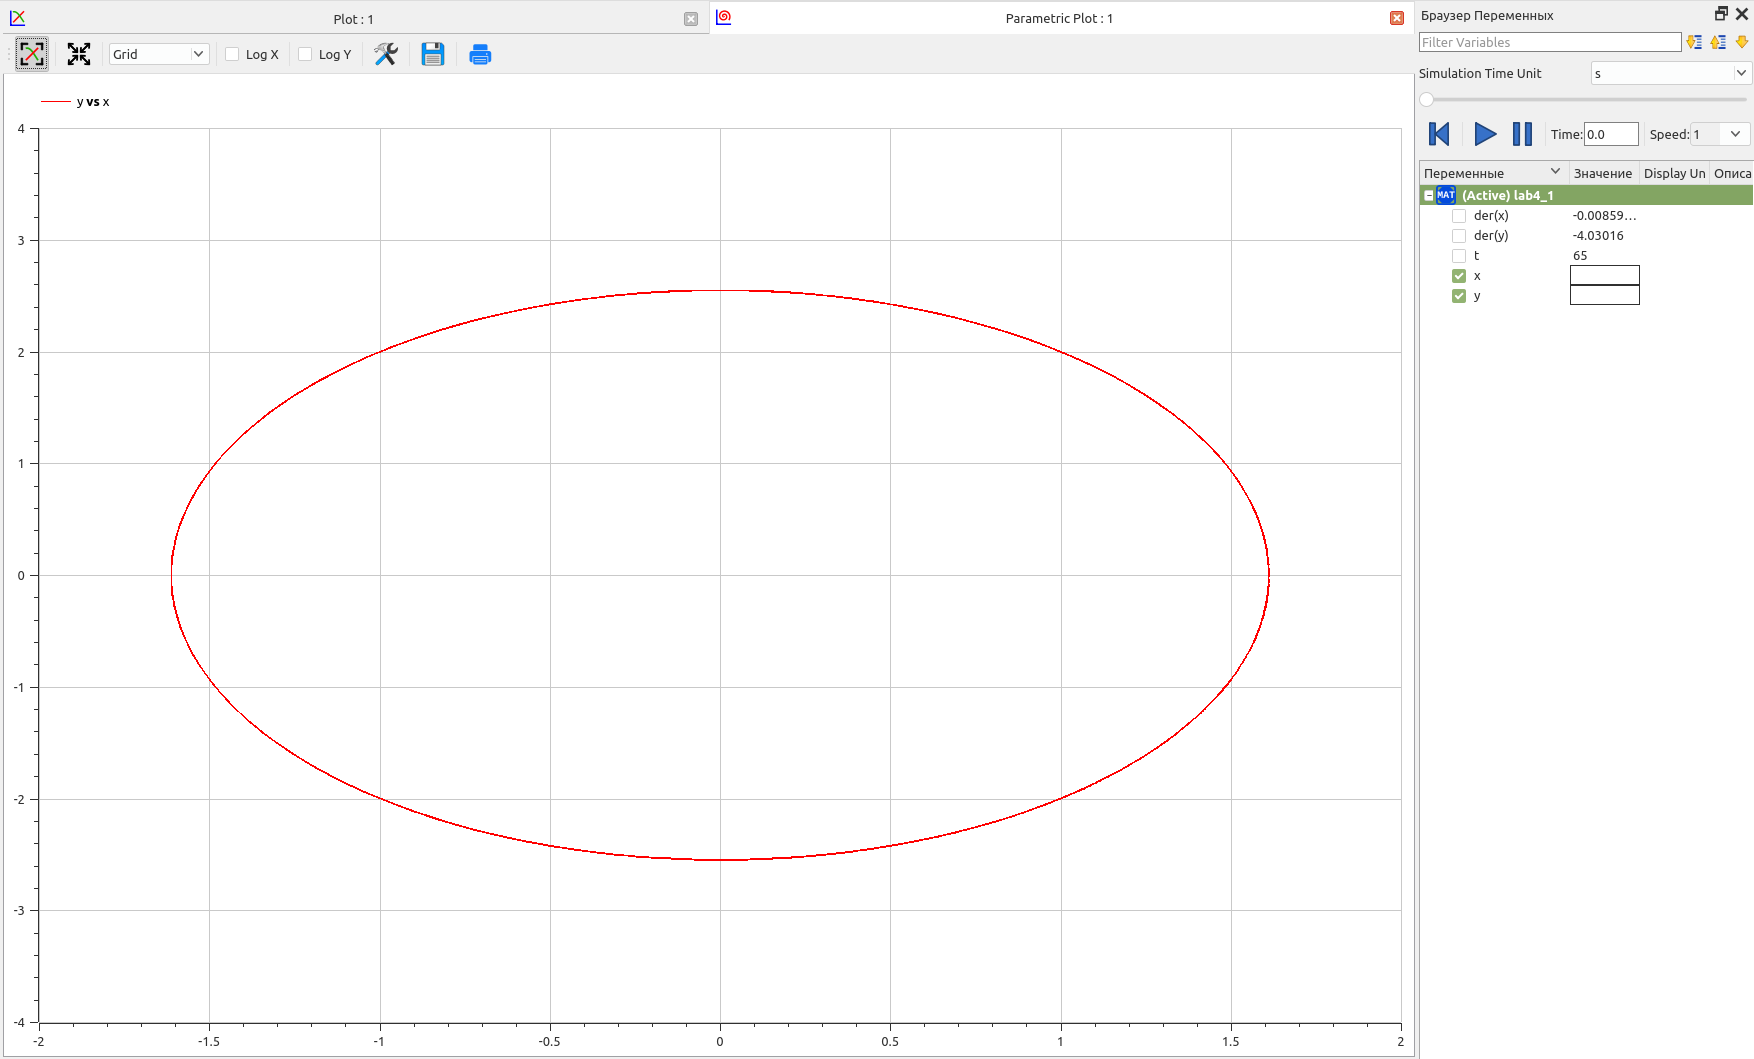 Plot : 1
Parametric Plot : 1
Grid
Log X
Log Y
y vs x
4
3
2
1
0
-1
-2
-3
-4
-2
-1.5
-1
-0.5
0
0.5
1
1.5
2
Браузер Переменных
Filter Variables
Simulation Time Unit
s
Time: 0.0
Speed: 1
Переменные Значение Display Un Описа
MAT (Active) lab4_1
der(x) -0.00859...
der(y) -4.03016
t 65
x
y